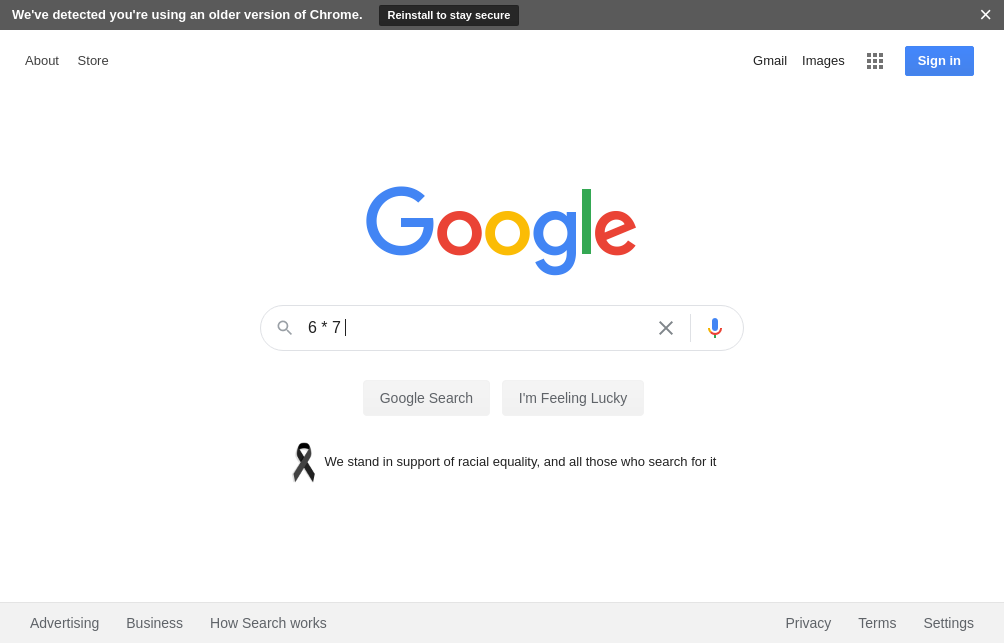 We've detected you're using an older version of Chrome. Reinstall to stay secure
About Store Gmail Images Sign in
Google
6 * 7
Google Search I'm Feeling Lucky
We stand in support of racial equality, and all those who search for it
Advertising Business How Search works Privacy Terms Settings